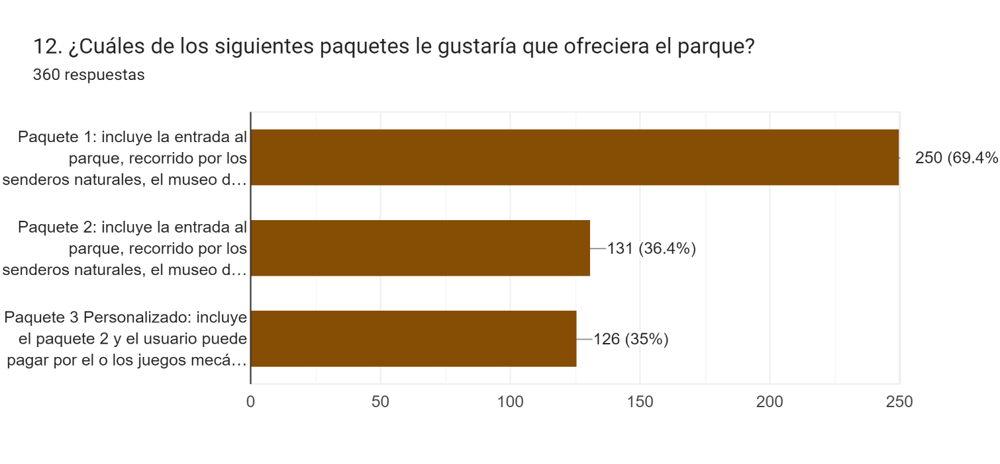 12. ¿Cuáles de los siguientes paquetes le gustaría que ofreciera el parque?
360 respuestas
Paquete 1: incluye la entrada al
parque, recorrido por los
senderos naturales, el museo d…
250 (69.4%
Paquete 2: incluye la entrada al
parque, recorrido por los
senderos naturales, el museo d…
131 (36.4%)
Paquete 3 Personalizado: incluye
el paquete 2 y el usuario puede
pagar por el o los juegos mecá…
126 (35%)
0 50 100 150 200 250